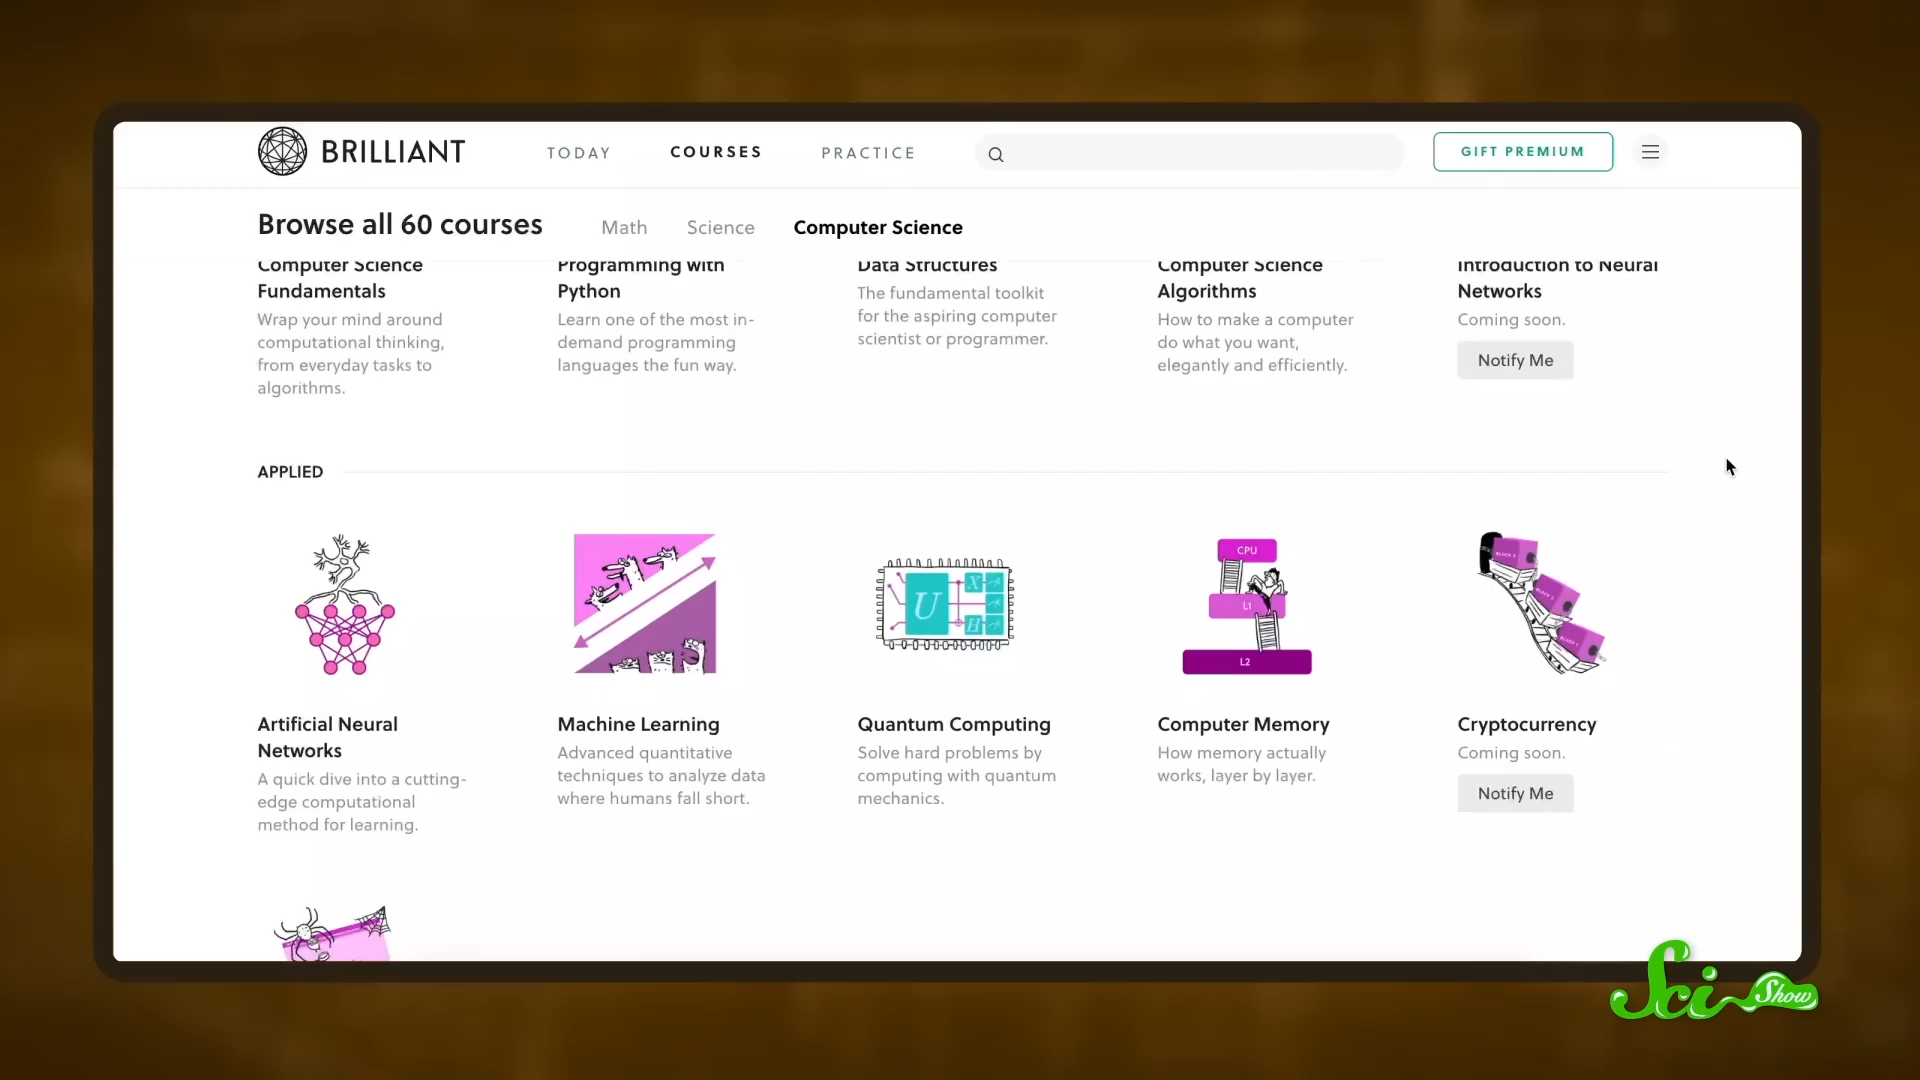 BRILLIANT
TODAY
COURSES
PRACTICE
GIFT PREMIUM
Browse all 60 courses
Math
Science
Computer Science
Computer Science
Fundamentals
Wrap your mind around
computational thinking,
from everyday tasks to
algorithms.
Programming with
Python
Learn one of the most in-
demand programming
languages the fun way.
Data Structures
The fundamental toolkit
for the aspiring computer
scientist or programmer.
Computer Science
Algorithms
How to make a computer
do what you want,
elegantly and efficiently.
Introduction to Neural
Networks
Coming soon.
Notify Me
APPLIED
U
X
H
CPU
L1
L2
Artificial Neural
Networks
A quick dive into a cutting-
edge computational
method for learning.
Machine Learning
Advanced quantitative
techniques to analyze data
where humans fall short.
Quantum Computing
Solve hard problems by
computing with quantum
mechanics.
Computer Memory
How memory actually
works, layer by layer.
Cryptocurrency
Coming soon.
Notify Me
Sci Show